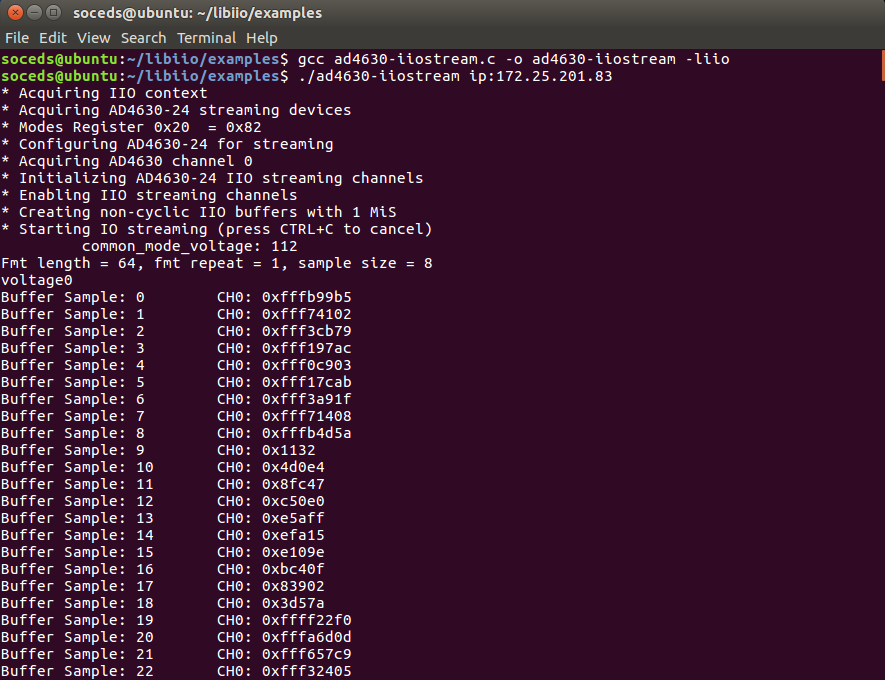 soceds@ubuntu: ~/libiio/examples
File Edit View Search Terminal Help
soceds@ubuntu:~/libiio/examples$ gcc ad4630-iiostream.c -o ad4630-iiostream -liio
soceds@ubuntu:~/libiio/examples$ ./ad4630-iiostream ip:172.25.201.83
* Acquiring IIO context
* Acquiring AD4630-24 streaming devices
* Modes Register 0x20  = 0x82
* Configuring AD4630-24 for streaming
* Acquiring AD4630 channel 0
* Initializing AD4630-24 IIO streaming channels
* Enabling IIO streaming channels
* Creating non-cyclic IIO buffers with 1 MiS
* Starting IO streaming (press CTRL+C to cancel)
         common_mode_voltage: 112
Fmt length = 64, fmt repeat = 1, sample size = 8
voltage0
Buffer Sample: 0        CH0: 0xfffb99b5
Buffer Sample: 1        CH0: 0xfff74102
Buffer Sample: 2        CH0: 0xfff3cb79
Buffer Sample: 3        CH0: 0xfff197ac
Buffer Sample: 4        CH0: 0xfff0c903
Buffer Sample: 5        CH0: 0xfff17cab
Buffer Sample: 6        CH0: 0xfff3a91f
Buffer Sample: 7        CH0: 0xfff71408
Buffer Sample: 8        CH0: 0xfffb4d5a
Buffer Sample: 9        CH0: 0x1132
Buffer Sample: 10       CH0: 0x4d0e4
Buffer Sample: 11       CH0: 0x8fc47
Buffer Sample: 12       CH0: 0xc50e0
Buffer Sample: 13       CH0: 0xe5aff
Buffer Sample: 14       CH0: 0xefa15
Buffer Sample: 15       CH0: 0xe109e
Buffer Sample: 16       CH0: 0xbc40f
Buffer Sample: 17       CH0: 0x83902
Buffer Sample: 18       CH0: 0x3d57a
Buffer Sample: 19       CH0: 0xffff22f0
Buffer Sample: 20       CH0: 0xfffa6d0d
Buffer Sample: 21       CH0: 0xfff657c9
Buffer Sample: 22       CH0: 0xfff32405